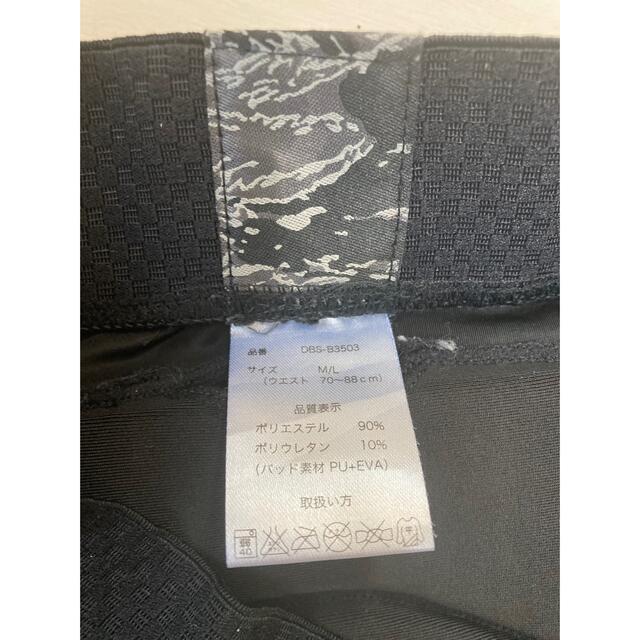 品番 DBS-B3503
サイズ M/L
(ウエスト 70〜88cm)
品質表示
ポリエステル 90%
ポリウレタン 10%
(パッド素材 PU+EVA)
取扱い方
40